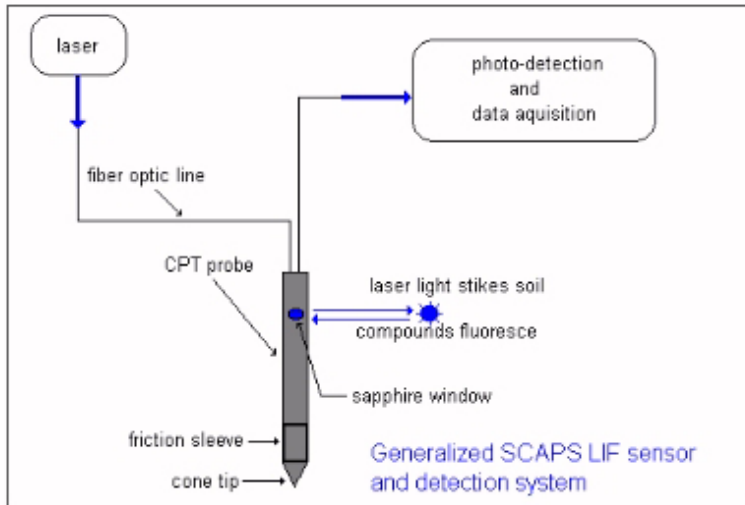 laser
photo-detection
and
data aquisition
fiber optic line
CPT probe
laser light stikes soil
compounds fluoresce
sapphire window
friction sleeve
cone tip
Generalized SCAPS LIF sensor
and detection system